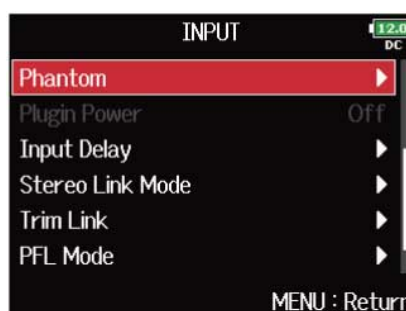 INPUT
12.0
DC
Phantom
Plugin Power Off
Input Delay
Stereo Link Mode
Trim Link
PFL Mode
MENU : Return